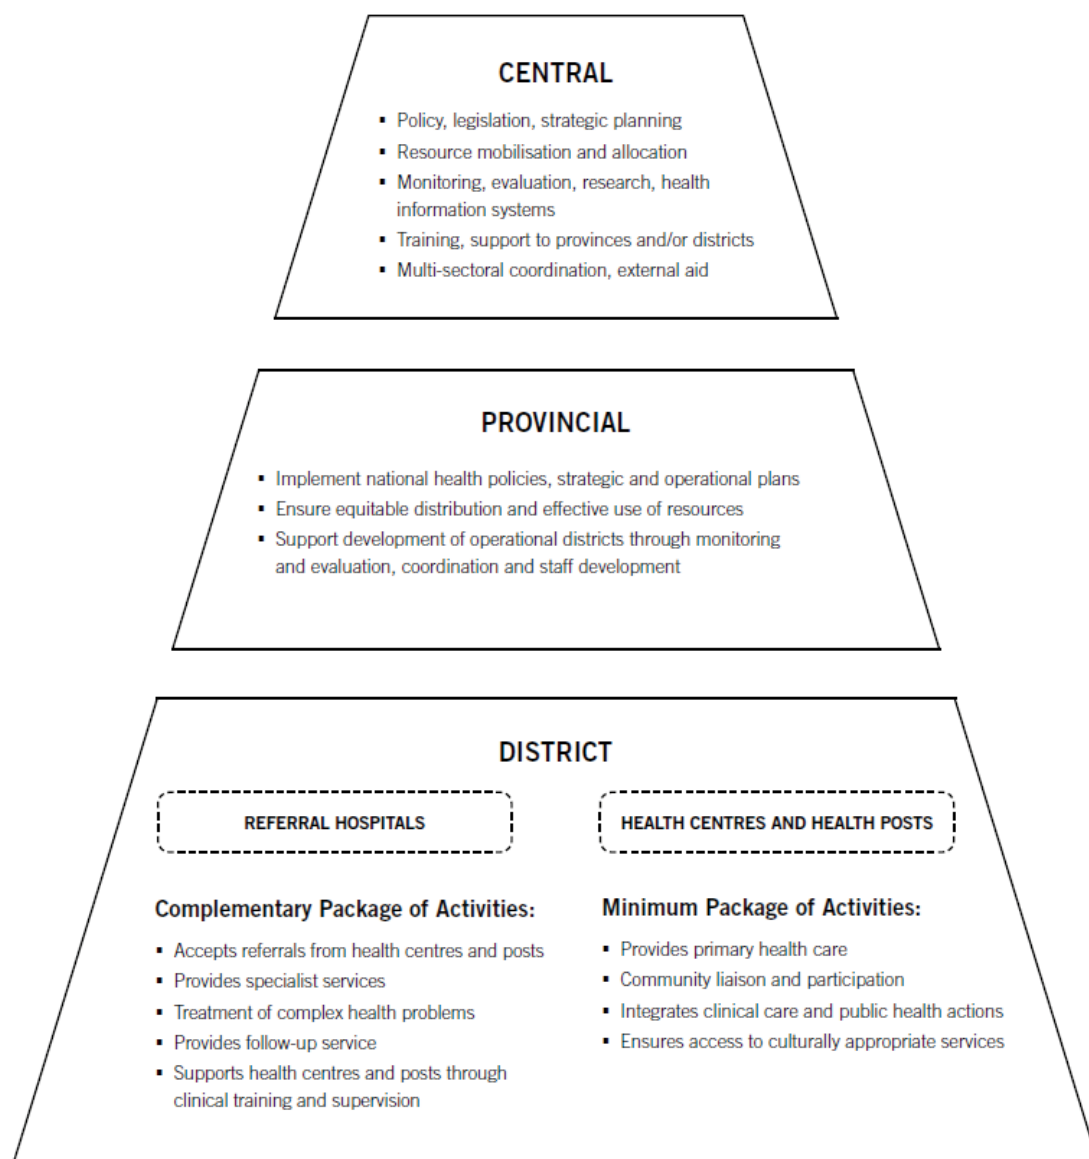 CENTRAL
▪ Policy, legislation, strategic planning
▪ Resource mobilisation and allocation
▪ Monitoring, evaluation, research, health
information systems
▪ Training, support to provinces and/or districts
▪ Multi-sectoral coordination, external aid
PROVINCIAL
▪ Implement national health policies, strategic and operational plans
▪ Ensure equitable distribution and effective use of resources
▪ Support development of operational districts through monitoring
and evaluation, coordination and staff development
DISTRICT
REFERRAL HOSPITALS
Complementary Package of Activities:
▪ Accepts referrals from health centres and posts
▪ Provides specialist services
▪ Treatment of complex health problems
▪ Provides follow-up service
▪ Supports health centres and posts through
clinical training and supervision
HEALTH CENTRES AND HEALTH POSTS
Minimum Package of Activities:
▪ Provides primary health care
▪ Community liaison and participation
▪ Integrates clinical care and public health actions
▪ Ensures access to culturally appropriate services